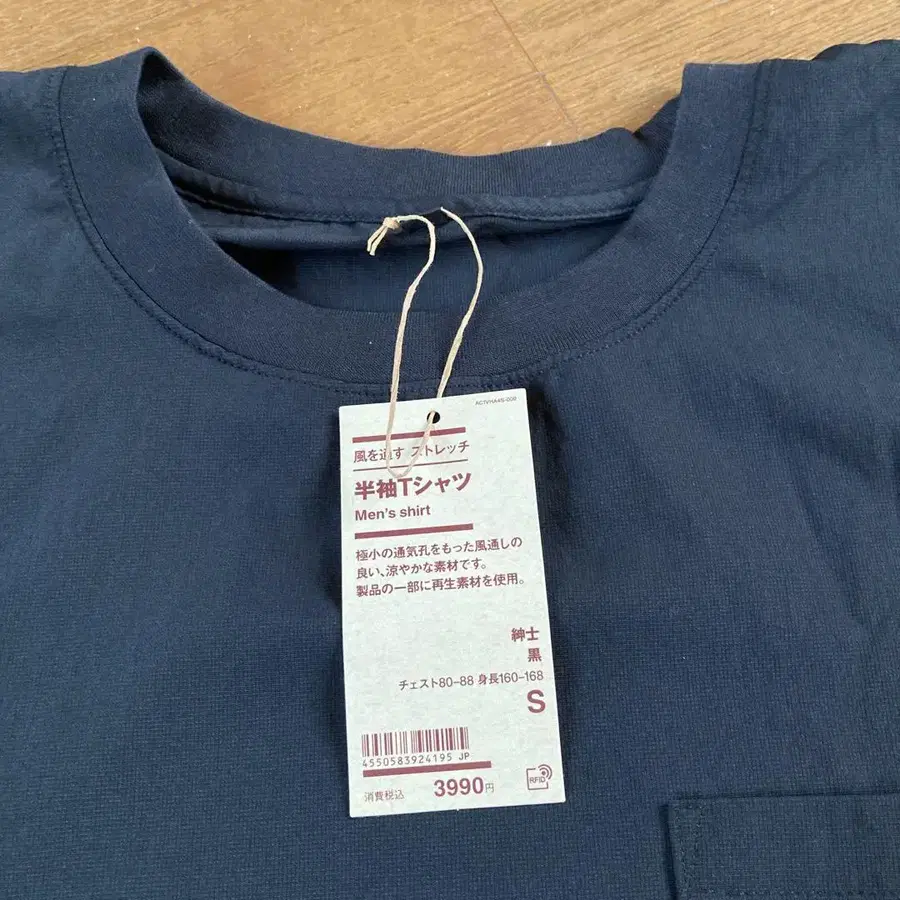 AC1VHA4S-008
風を通す ストレッチ
半袖Tシャツ
Men's shirt
極小の通気孔をもった風通しの
良い、涼やかな素材です。
製品の一部に再生素材を使用。
紳士
黒
チェスト80-88 身長160-168
S
4550583924195 JP
消費税込 3990円
RFID